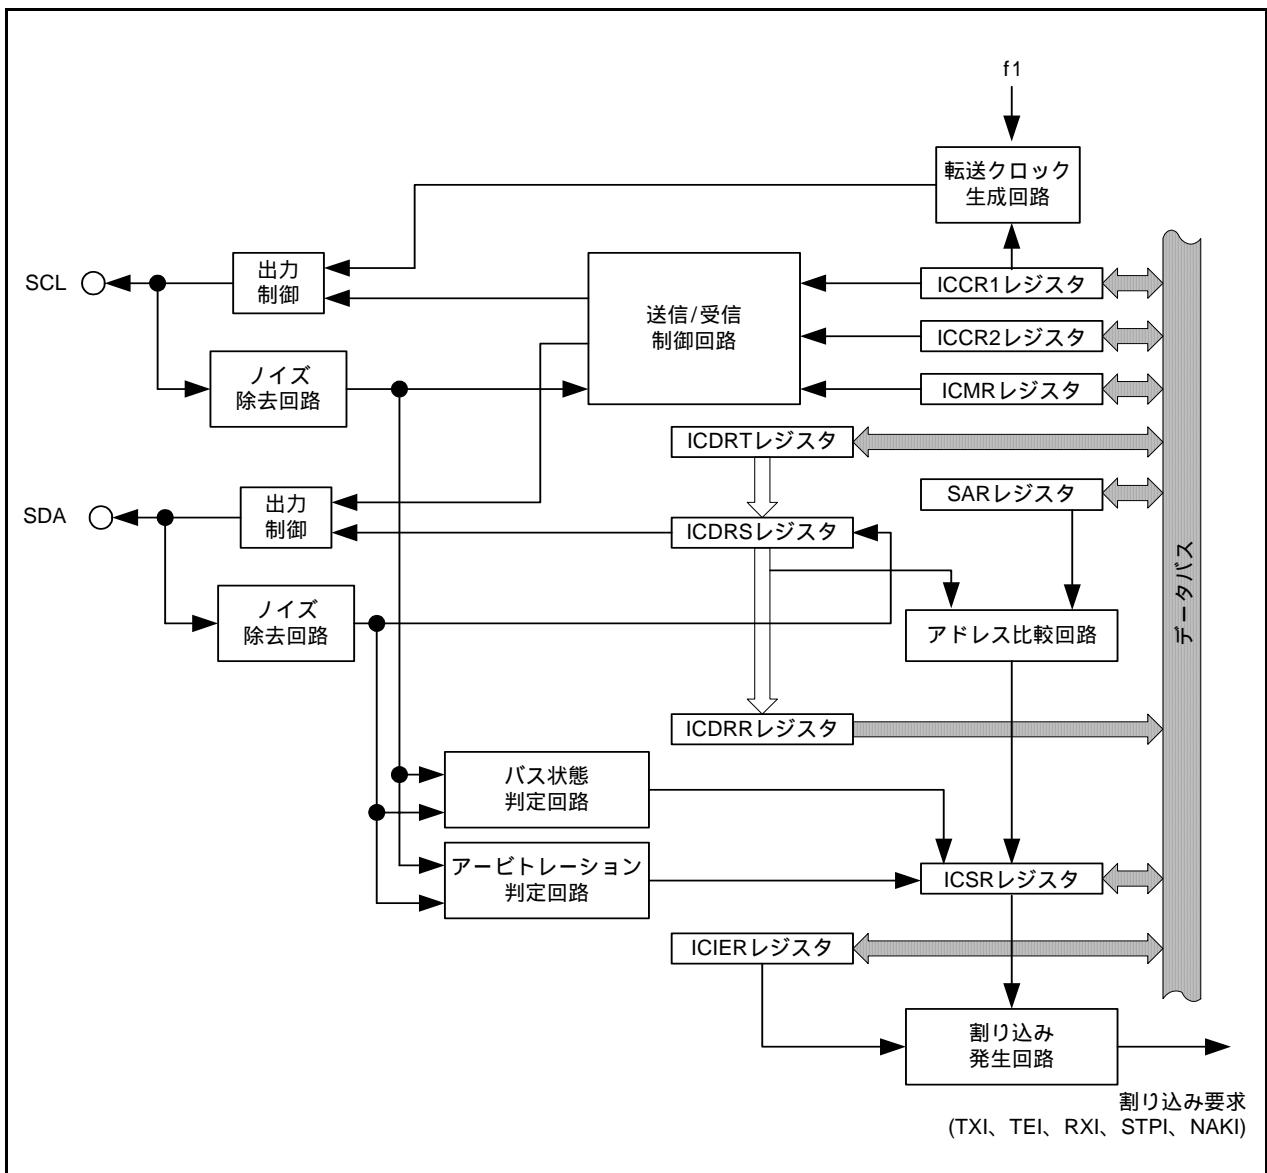 f1
転送クロック
生成回路
SCL
出力
制御
送信/受信
制御回路
ICCR1レジスタ
ICCR2レジスタ
ICMRレジスタ
ノイズ
除去回路
ICDRTレジスタ
SARレジスタ
SDA
出力
制御
ICDRSレジスタ
データバス
ノイズ
除去回路
アドレス比較回路
ICDRRレジスタ
バス状態
判定回路
アービトレーション
判定回路
ICSRレジスタ
ICIERレジスタ
割り込み
発生回路
割り込み要求
(TXI、TEI、RXI、STPI、NAKI)